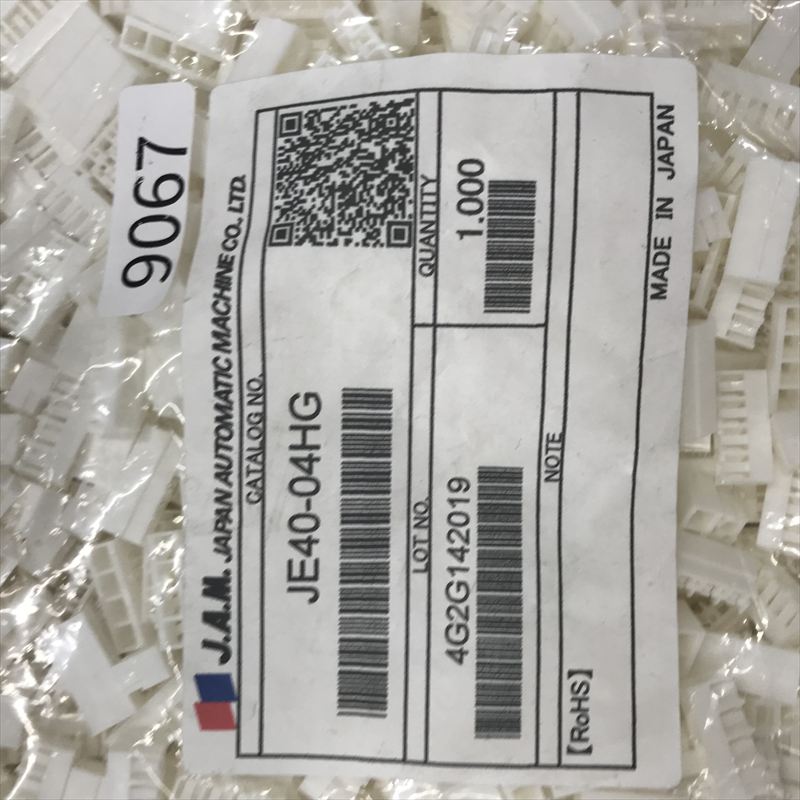 9067
J.A.M. JAPAN AUTOMATIC MACHINE CO., LTD.
CATALOG NO.
JE40-04HG
LOT NO.
QUANTITY
4G2G142019
1.000
NOTE
【RoHS】
MADE IN JAPAN